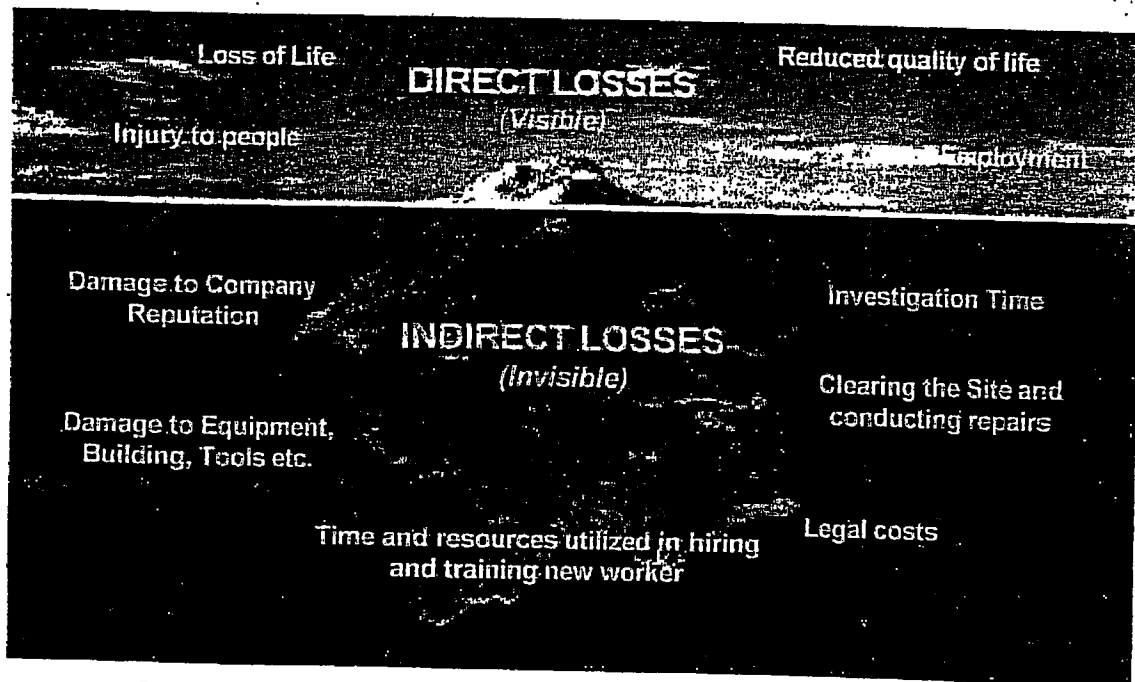 Loss of Life
Reduced quality of life
DIRECT LOSSES
(Visible)
Injury to people
Employment
Damage to Company
Reputation
Investigation Time
INDIRECT LOSSES
(Invisible)
Clearing the Site and
conducting repairs
Damage to Equipment,
Building, Tools etc.
Legal costs
Time and resources utilized in hiring
and training new worker